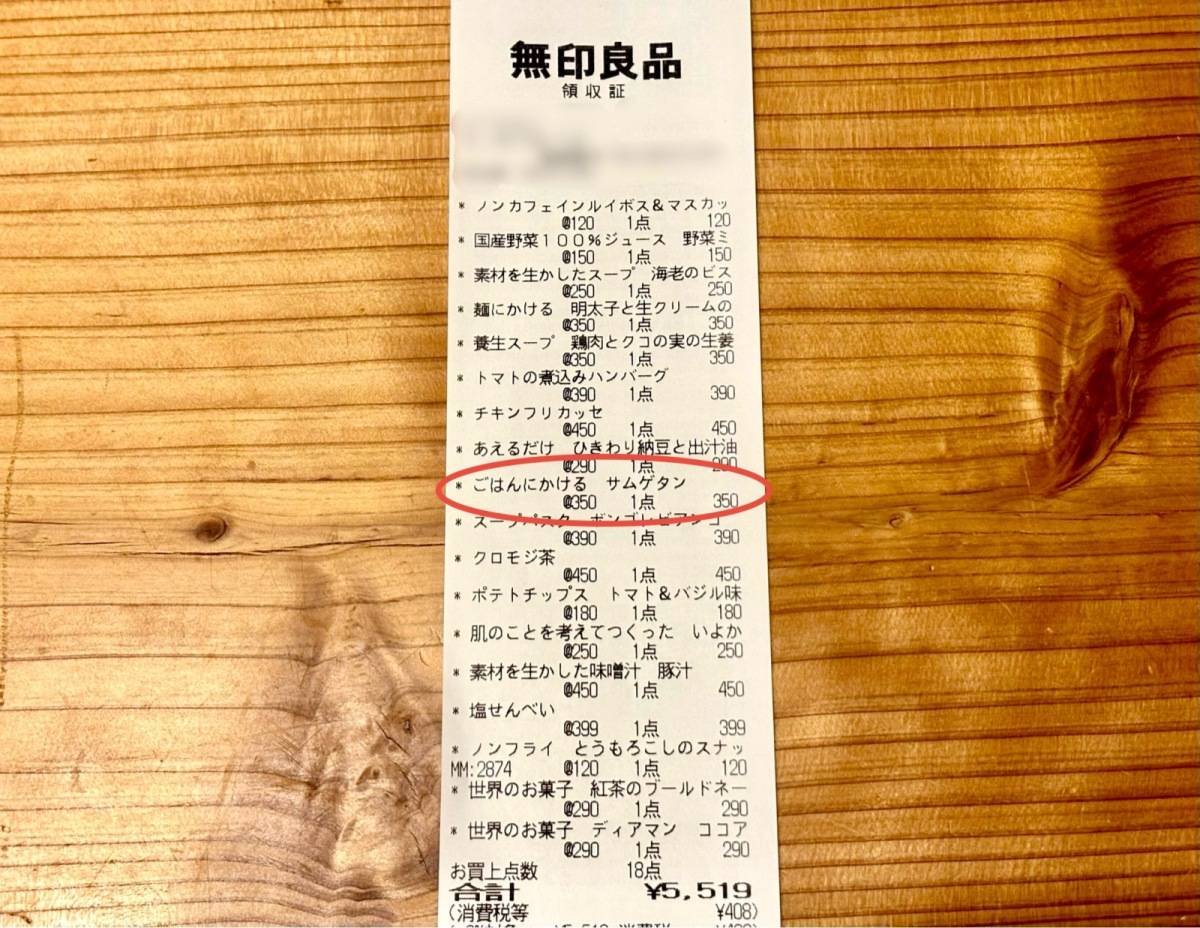 無印良品
領収証
* ノンカフェインルイボス&マスカッ
@120 1点 120
* 国産野菜100%ジュース 野菜ミ
@150 1点 150
* 素材を生かしたスープ 海老のビス
@250 1点 250
* 麺にかける 明太子と生クリームの
@350 1点 350
* 養生スープ 鶏肉とクコの実の生姜
@350 1点 350
* トマトの煮込みハンバーグ
@390 1点 390
* チキンフリカッセ
@450 1点 450
* あえるだけ ひきわり納豆と出汁油
@290 1点 290
* ごはんにかける サムゲタン
@350 1点 350
* スープパスタ ボンゴレビアンコ
@390 1点 390
* クロモジ茶
@450 1点 450
* ポテトチップス トマト&バジル味
@180 1点 180
* 肌のことを考えてつくった いよか
@250 1点 250
* 素材を生かした味噌汁 豚汁
@450 1点 450
* 塩せんべい
@399 1点 399
* ノンフライ とうもろこしのスナッ
MM:2874 @120 1点 120
* 世界のお菓子 紅茶のブールドネー
@290 1点 290
* 世界のお菓子 ディアマン ココア
@290 1点 290
お買上点数 18点
合計 ¥5,519
(消費税等 ¥408)